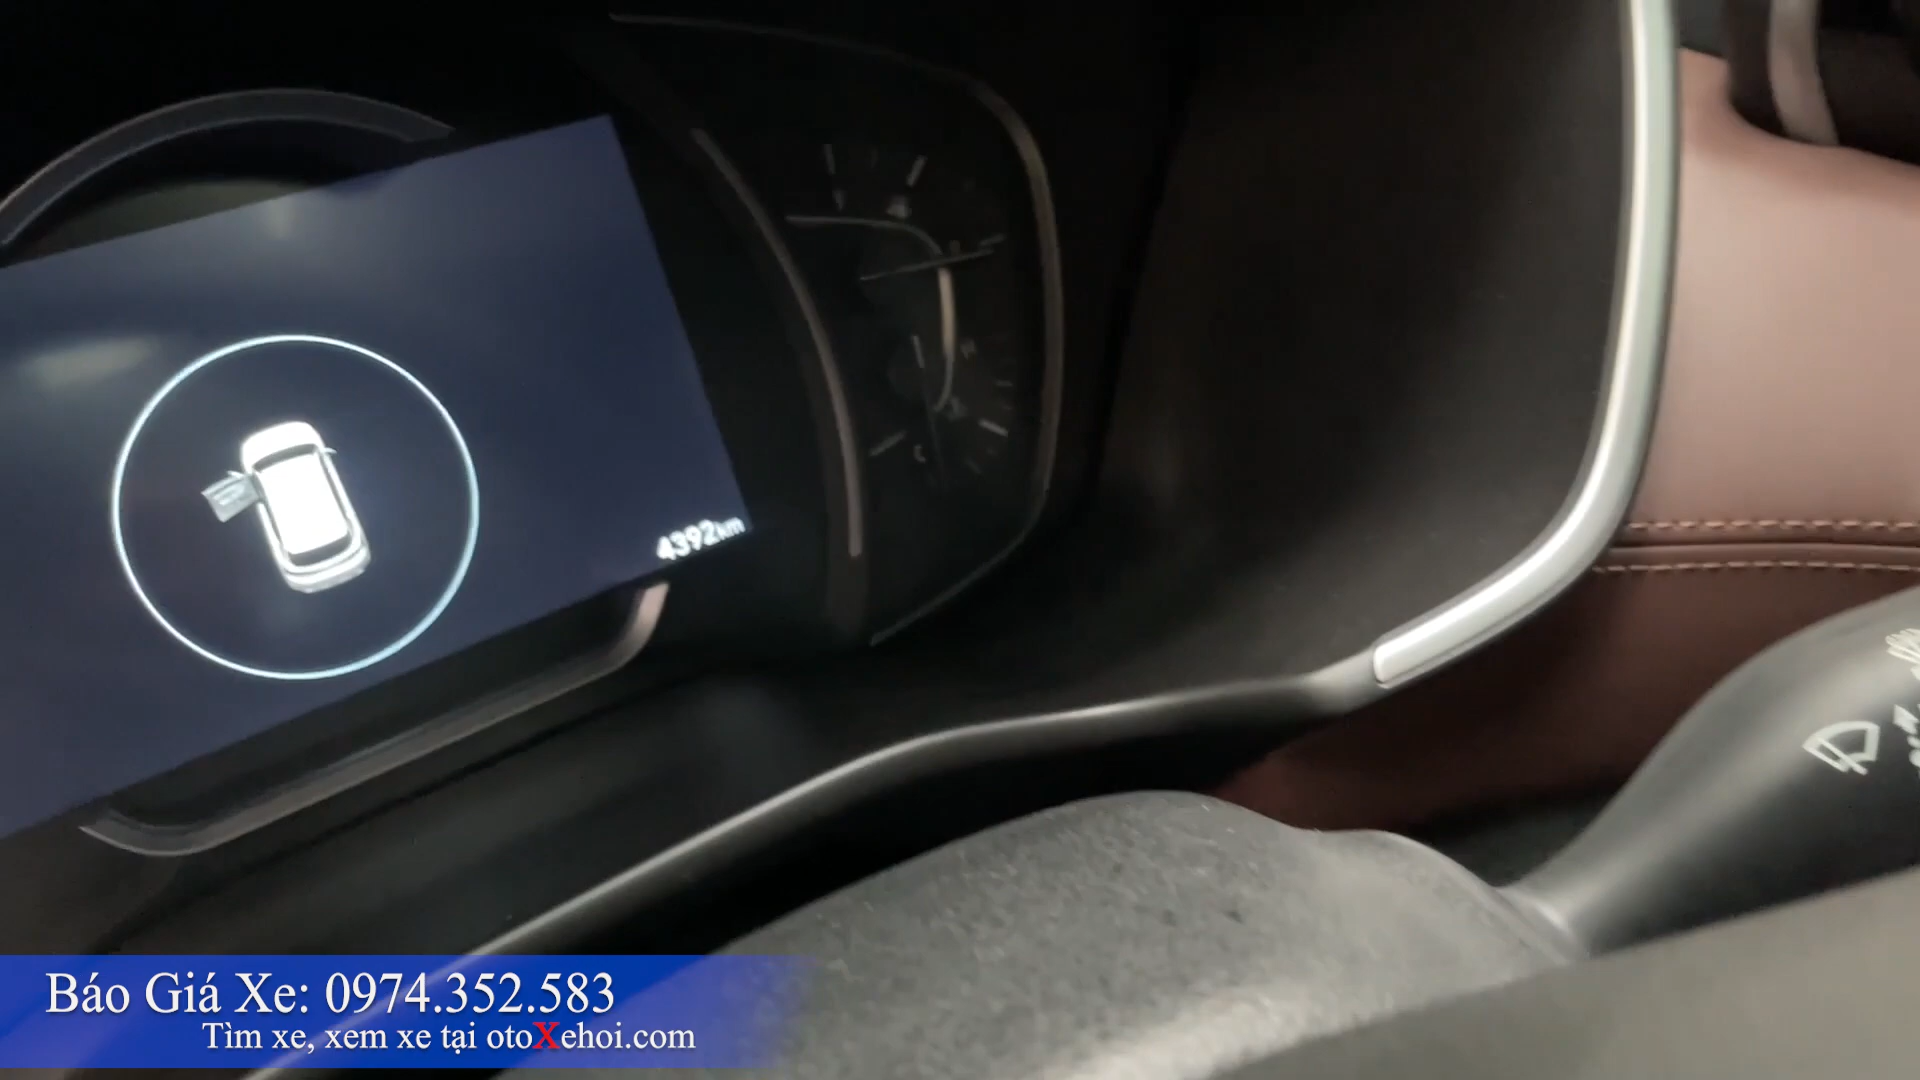 4392km
Báo Giá Xe: 0974.352.583
Tìm xe, xem xe tại otoXehoi.com